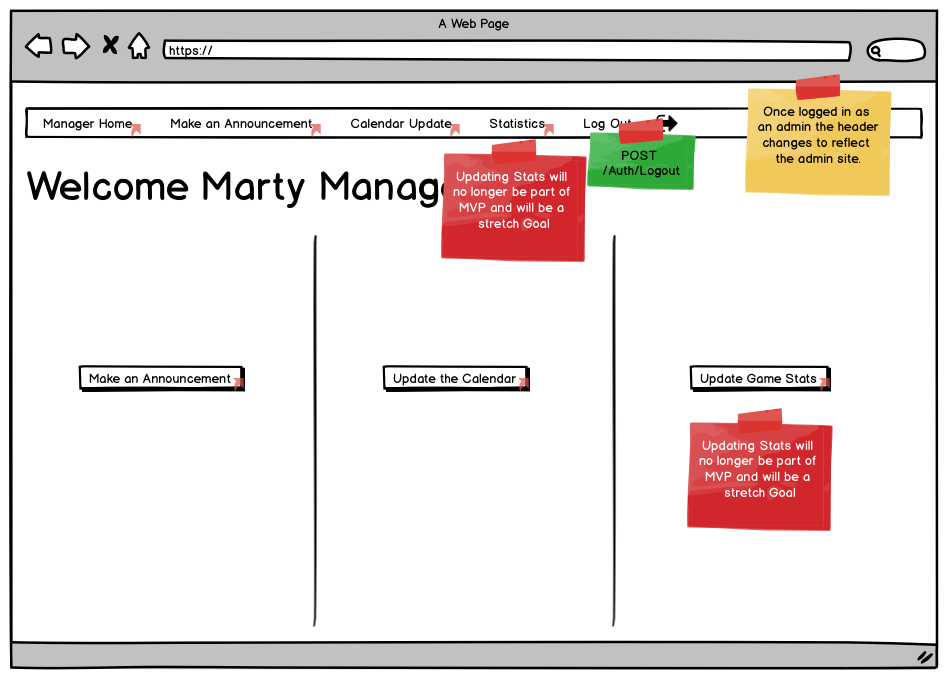 A Web Page
https://
Manager Home
Make an Announcement
Calendar Update
Statistics
Log Out
Once logged in as
an admin the header
changes to reflect
the admin site.
POST
/Auth/Logout
Welcome Marty Manage
Updating Stats will
no longer be part of
MVP and will be a
stretch Goal
Make an Announcement
Update the Calendar
Update Game Stats
Updating Stats will
no longer be part of
MVP and will be a
stretch Goal